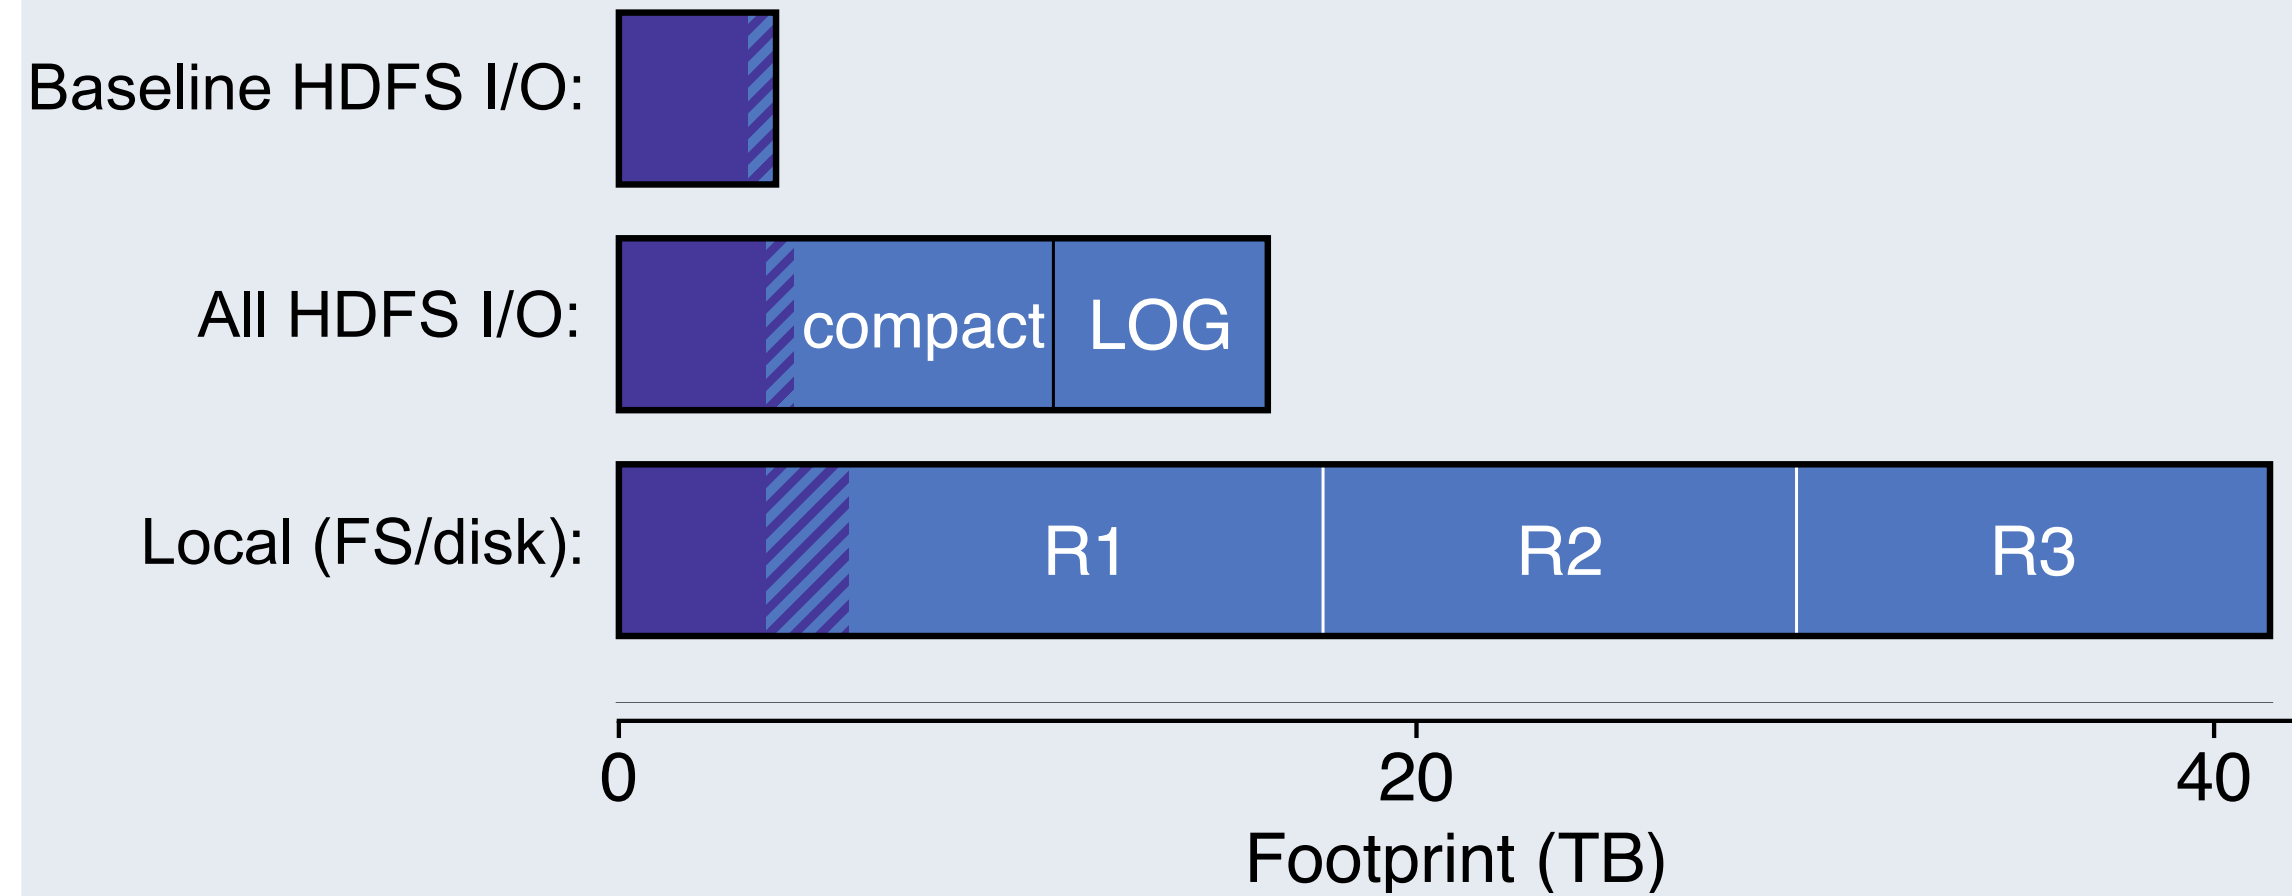 Baseline HDFS I/O:
All HDFS I/O:
compact
LOG
Local (FS/disk):
R1
R2
R3
0
20
40
Footprint (TB)